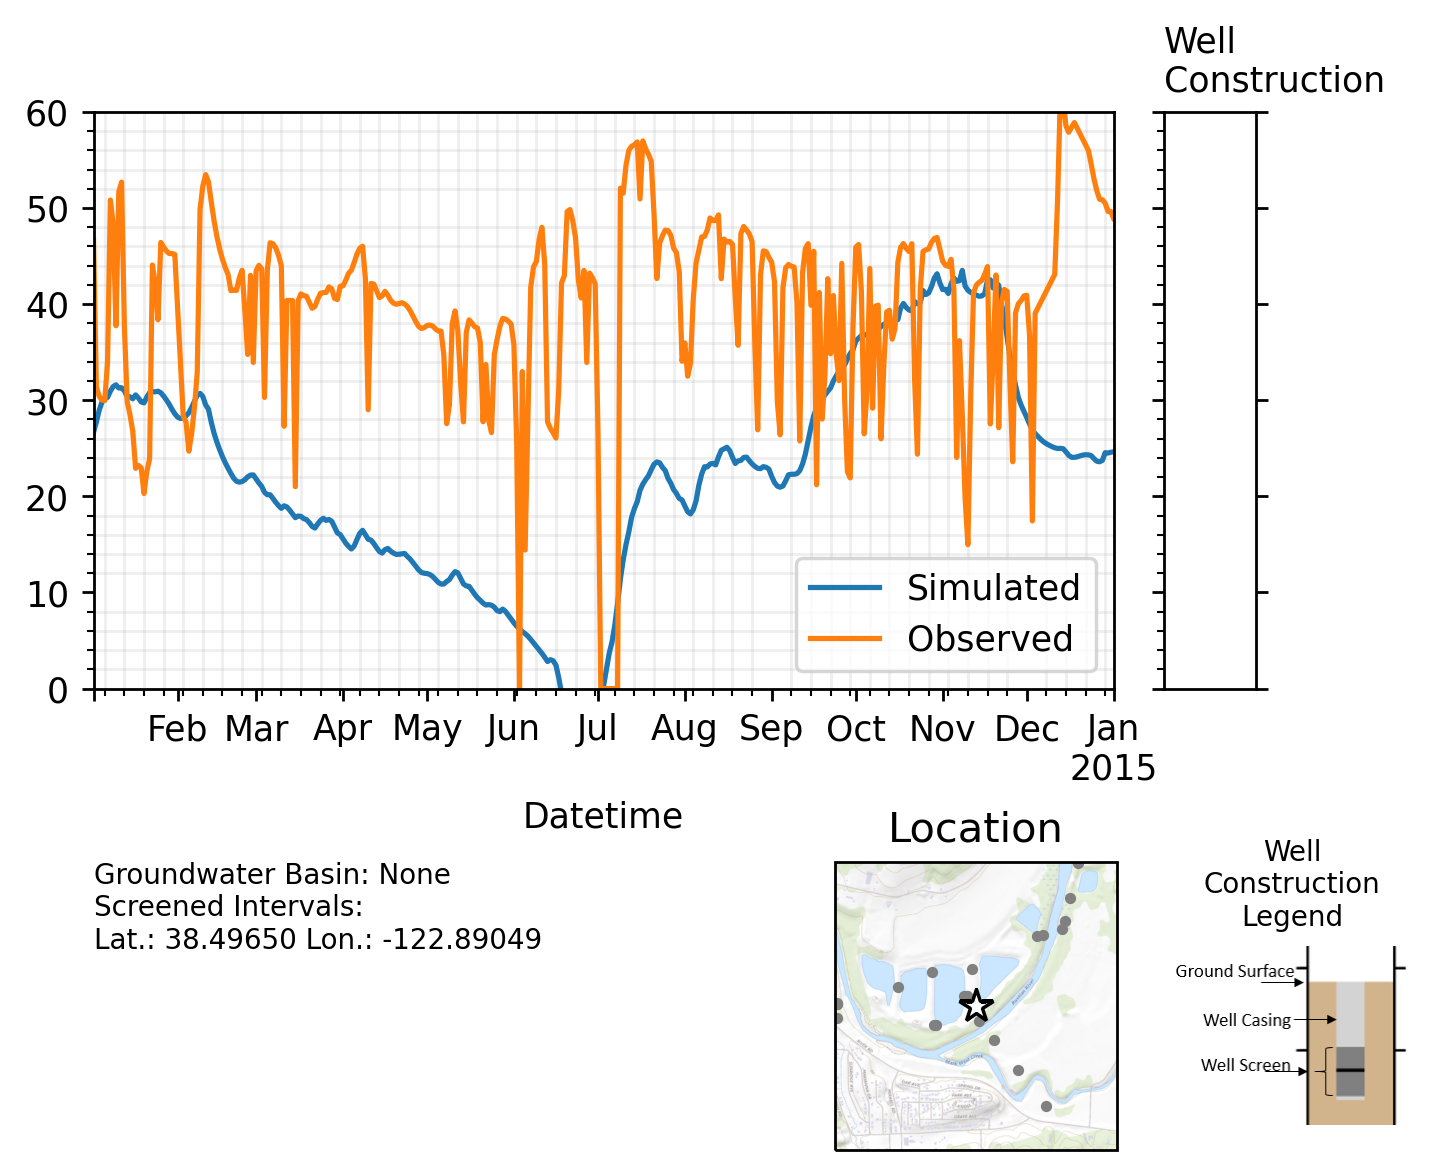 Well
Construction
60
50
40
30
20
10
0
Simulated
Observed
Feb Mar Apr May Jun Jul Aug Sep Oct Nov Dec Jan
2015
Datetime
Groundwater Basin: None
Screened Intervals:
Lat.: 38.49650 Lon.: -122.89049
Location
Well
Construction
Legend
Ground Surface
Well Casing
Well Screen